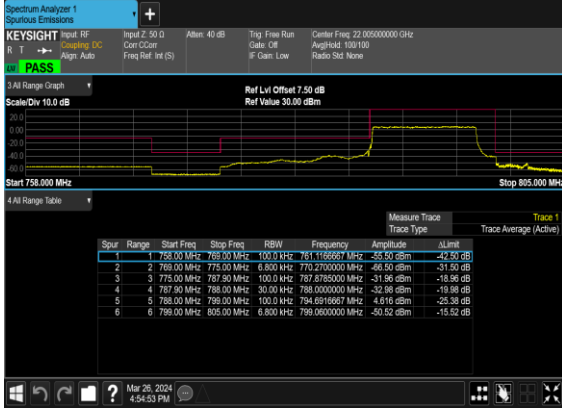 Spectrum Analyzer 1
Spurious Emissions
+
KEYSIGHT Input: RF Input Z: 50 Ω Atten: 40 dB Trig: Free Run Center Freq: 22.005000000 GHz
R T Coupling: DC Corr CCorr Gate: Off Avg|Hold: 100/100
Align: Auto Freq Ref: Int (S) IF Gain: Low Radio Std: None
PASS
3 All Range Graph
Ref Lvl Offset 7.50 dB
Scale/Div 10.0 dB Ref Value 30.00 dBm
20.0
0.00
-20.0
-40.0
-60.0
Start 758.000 MHz Stop 805.000 MHz
4 All Range Table
Measure Trace Trace 1
Trace Type Trace Average (Active)
Spur Range Start Freq Stop Freq RBW Frequency Amplitude ΔLimit
1 1 758.00 MHz 769.00 MHz 100.0 kHz 761.1166667 MHz -55.50 dBm -42.50 dB
2 2 769.00 MHz 775.00 MHz 6.800 kHz 770.2700000 MHz -66.50 dBm -31.50 dB
3 3 775.00 MHz 787.90 MHz 100.0 kHz 787.8785000 MHz -31.96 dBm -18.96 dB
4 4 787.90 MHz 788.00 MHz 30.00 kHz 788.0000000 MHz -32.98 dBm -19.98 dB
5 5 788.00 MHz 799.00 MHz 100.0 kHz 794.6916667 MHz 4.616 dBm -25.38 dB
6 6 799.00 MHz 805.00 MHz 6.800 kHz 799.0600000 MHz -50.52 dBm -15.52 dB
? Mar 26, 2024
4:54:53 PM